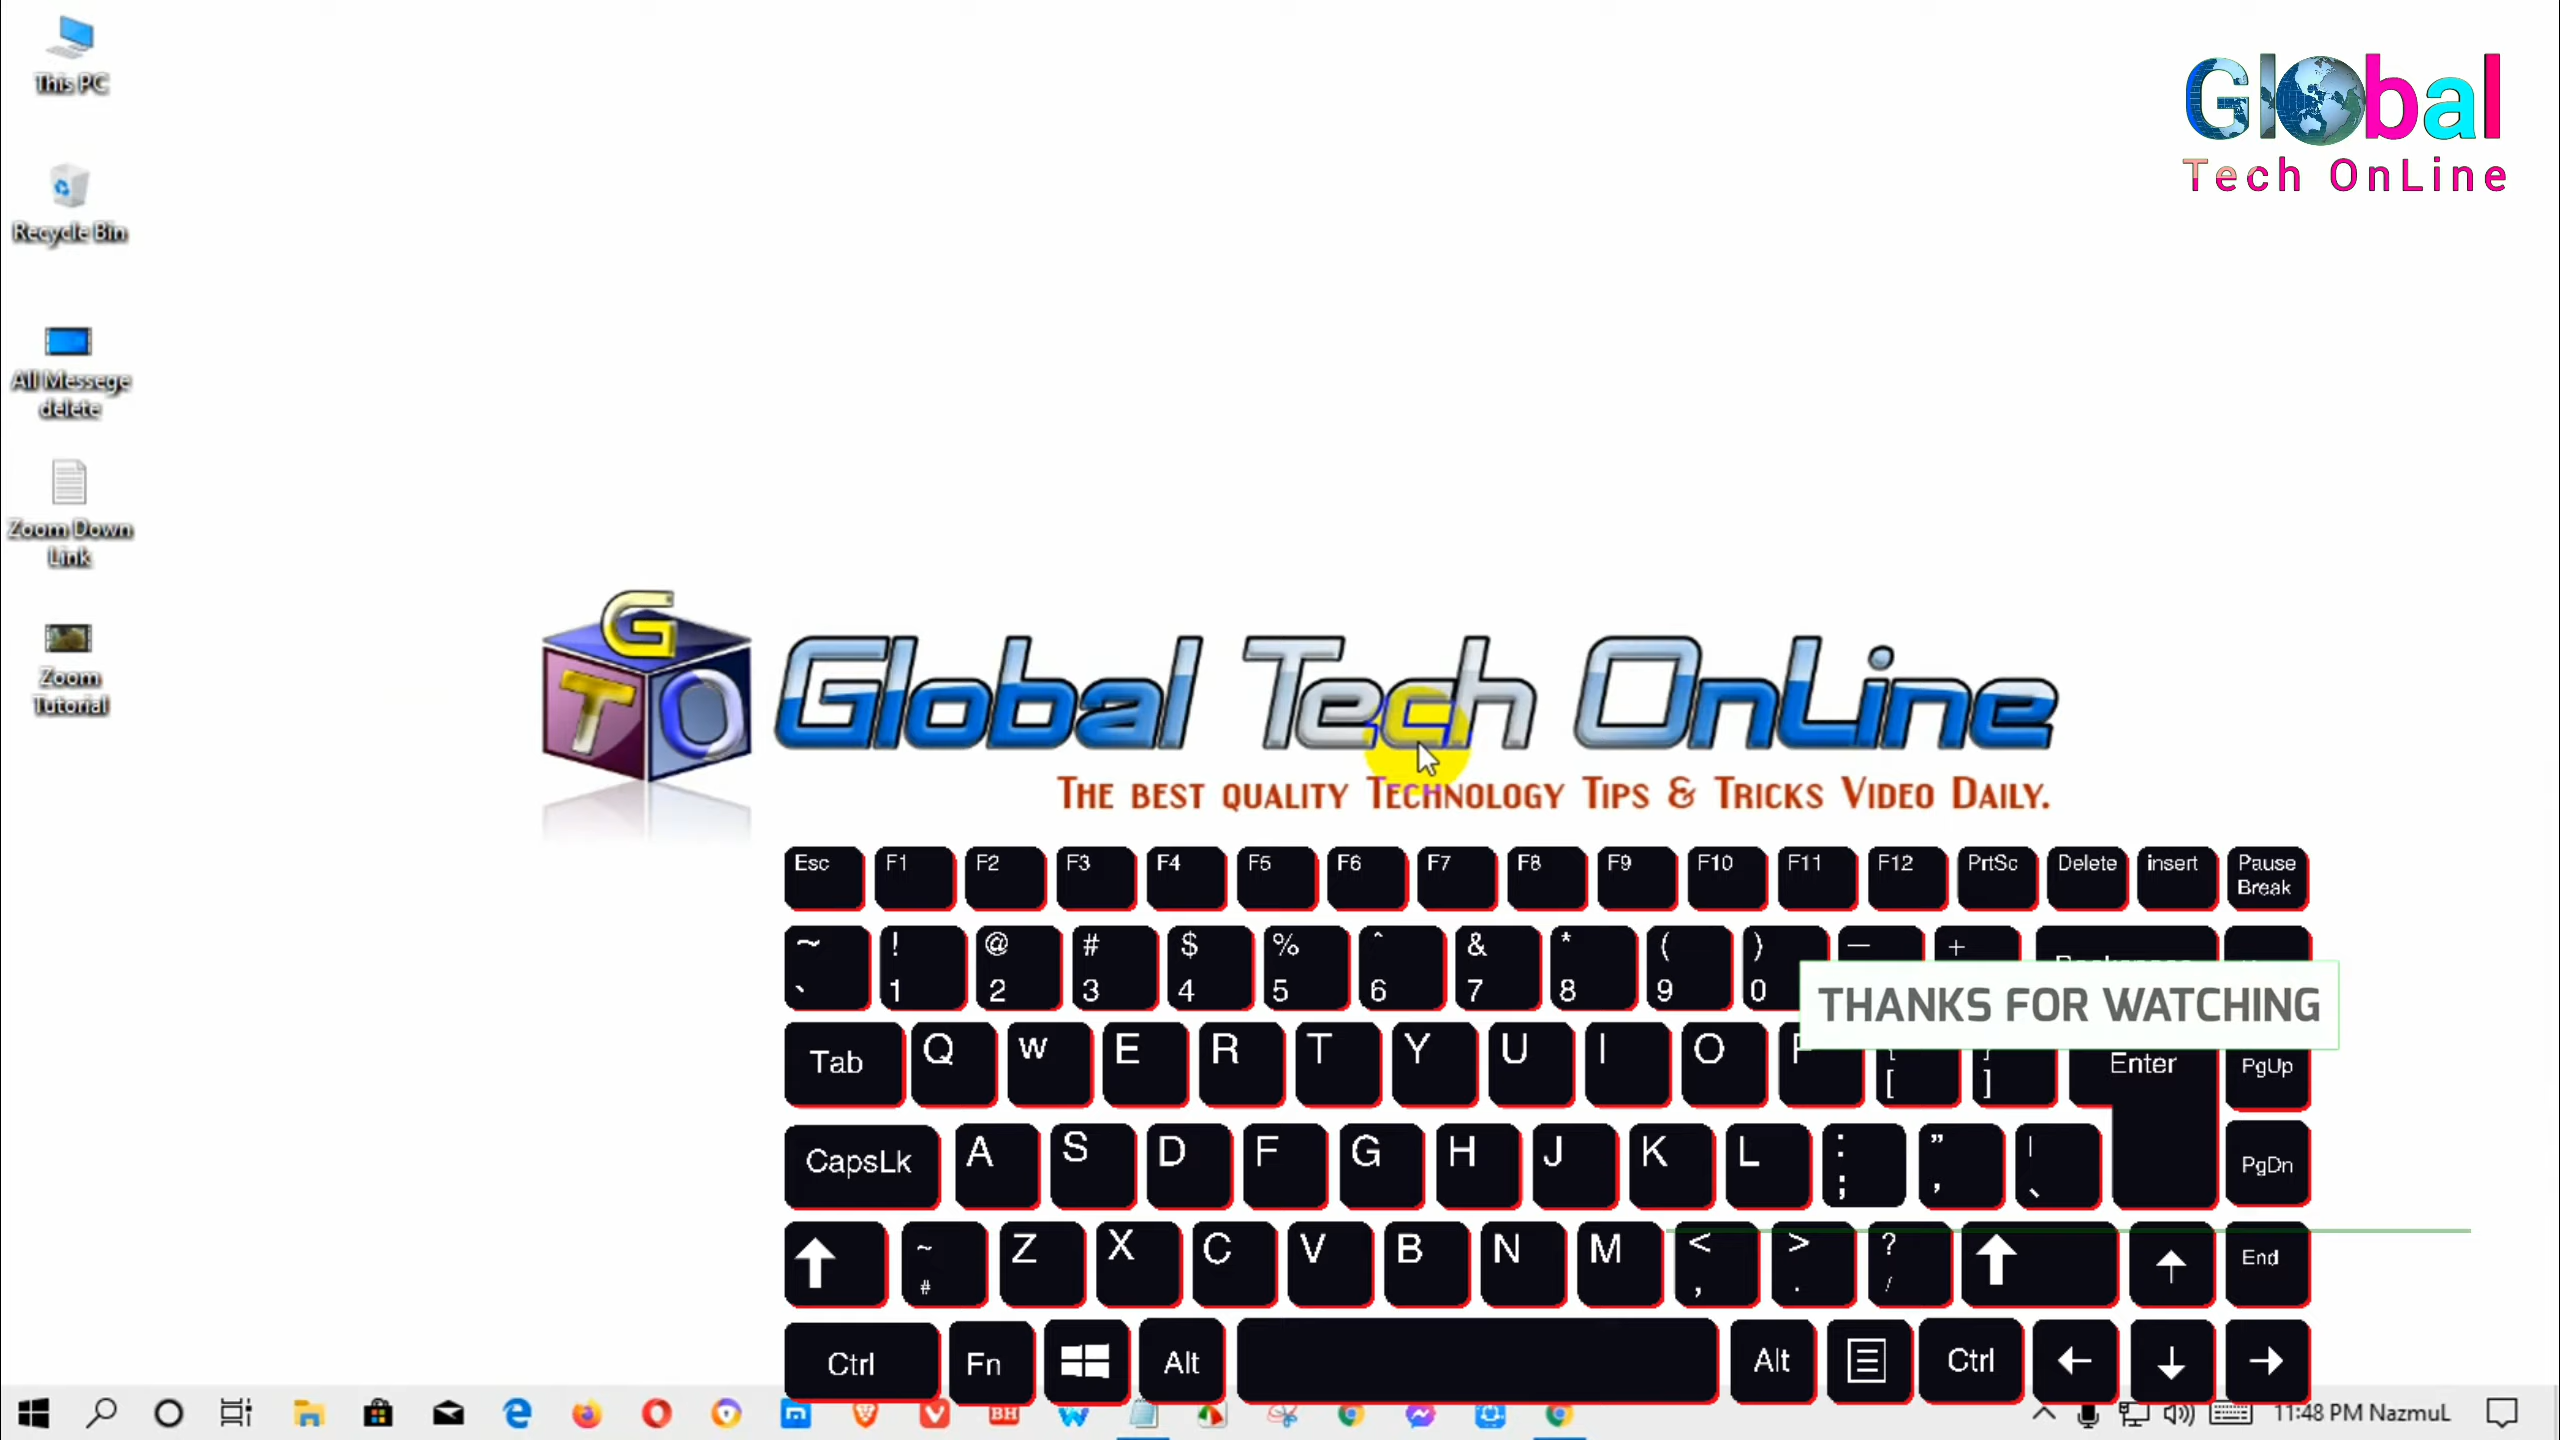 This PC
Recycle Bin
All Messege
delete
Zoom Down
Link
Zoom
Tutorial
Global
Tech OnLine
G
T O
Global Tech OnLine
The best quality Technology Tips & Tricks Video Daily.
Esc F1 F2 F3 F4 F5 F6 F7 F8 F9 F10 F11 F12 PrtSc Delete insert Pause
Break
~ ! @ # $ % ^ & * ( ) — +
` 1 2 3 4 5 6 7 8 9 0
THANKS FOR WATCHING
Tab Q W E R T Y U I O P [ ] Enter PgUp
CapsLk A S D F G H J K L : ; " , | ` PgDn
~ # Z X C V B N M < , > . ? / End
Ctrl Fn Alt Alt Ctrl
BH
11:48 PM NazmuL